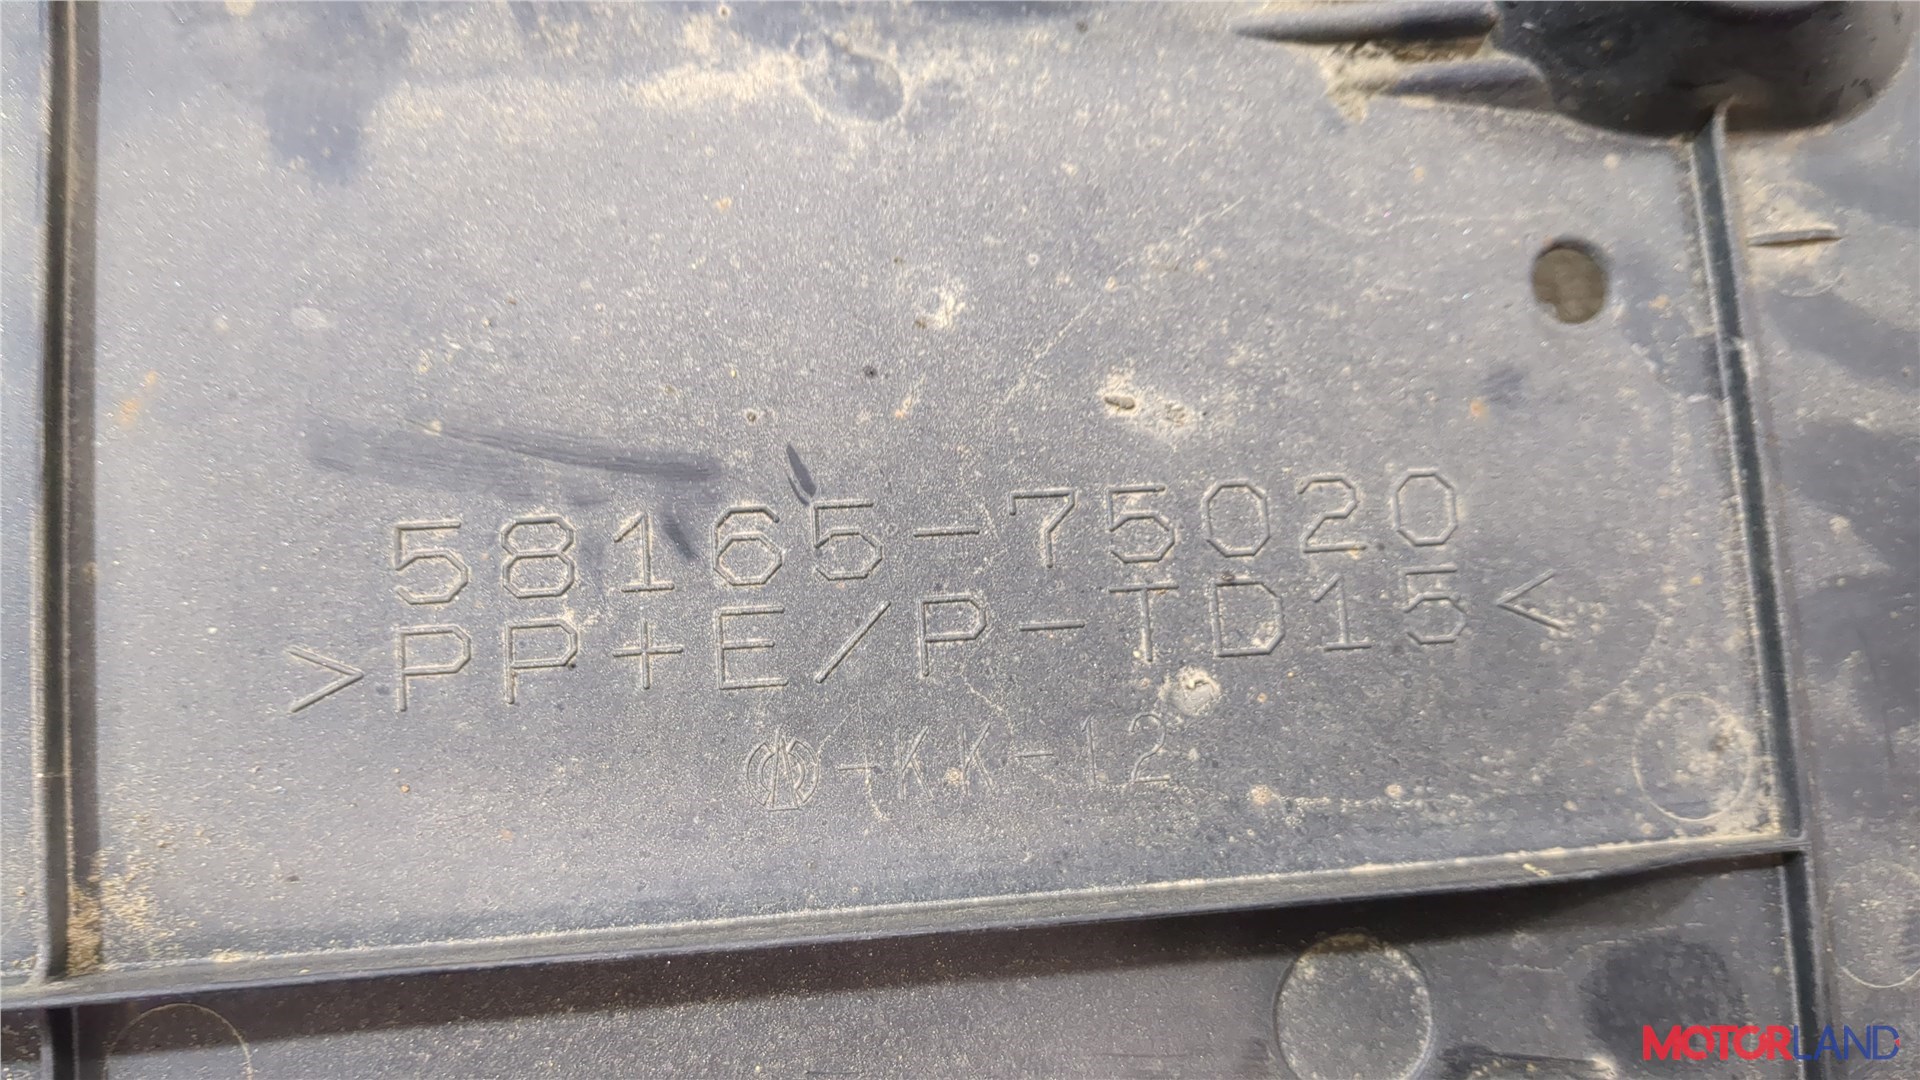 58165-75020
>PP+E/P-TD15<
-KK-12
MOTORLAND